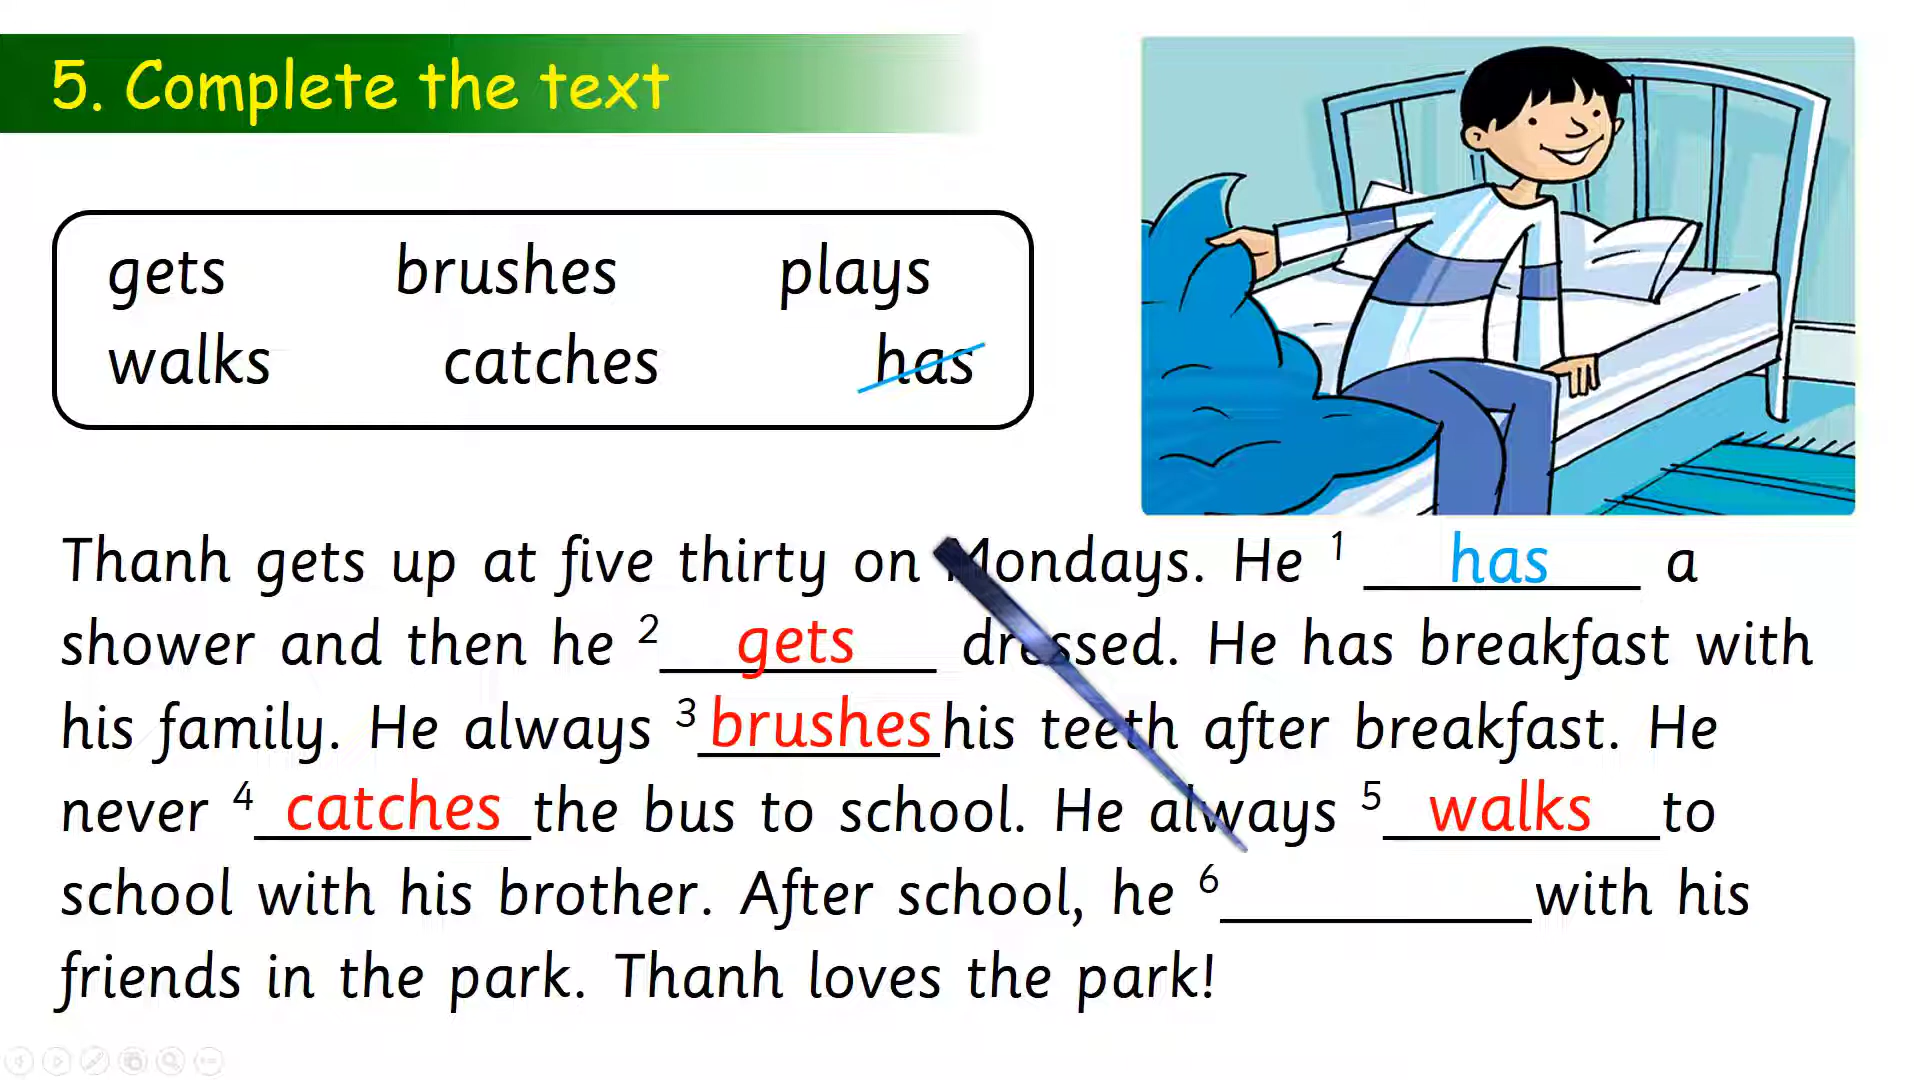 5. Complete the text
gets brushes plays
walks catches has
Thanh gets up at five thirty on Mondays. He 1 has a
shower and then he 2 gets dressed. He has breakfast with
his family. He always 3 brushes his teeth after breakfast. He
never 4 catches the bus to school. He always 5 walks to
school with his brother. After school, he 6 ____________ with his
friends in the park. Thanh loves the park!